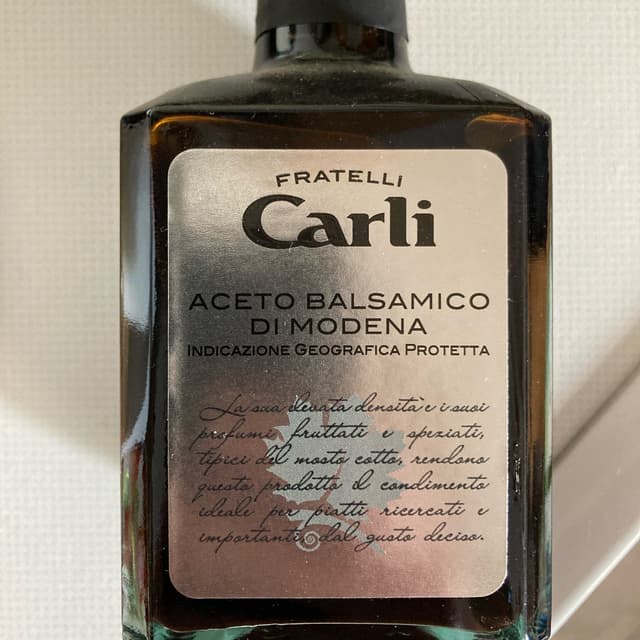 FRATELLI
Carli
ACETO BALSAMICO
DI MODENA
INDICAZIONE GEOGRAFICA PROTETTA
La sua elevata densità e i suoi
profumi fruttati e speziati,
tipici del mosto cotto, rendono
questo prodotto il condimento
ideale per piatti ricercati e
importanti, dal gusto deciso.